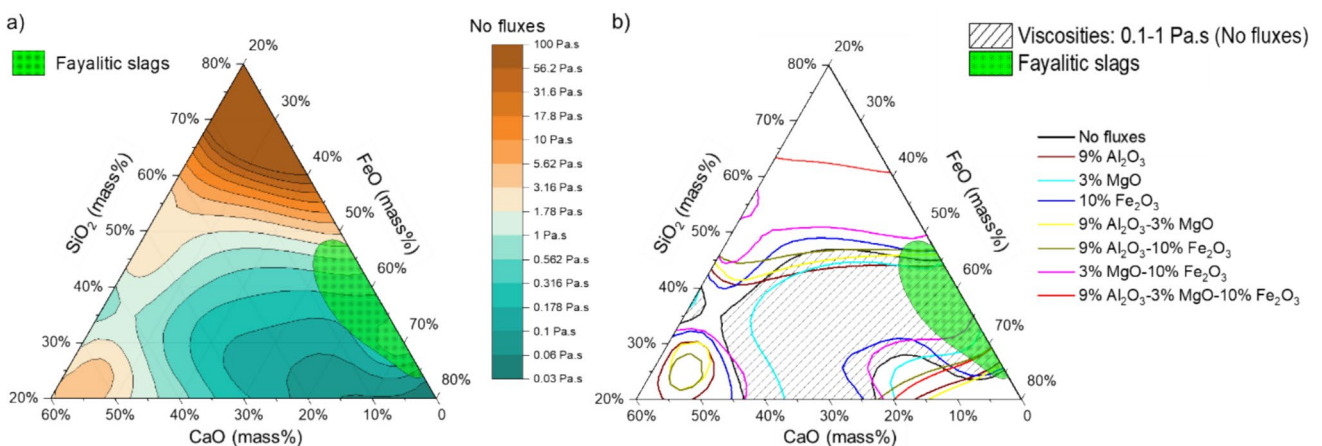 a)
Fayalitic slags
No fluxes
100 Pa.s
56.2 Pa.s
31.6 Pa.s
17.8 Pa.s
10 Pa.s
5.62 Pa.s
3.16 Pa.s
1.78 Pa.s
1 Pa.s
0.562 Pa.s
0.316 Pa.s
0.178 Pa.s
0.1 Pa.s
0.06 Pa.s
0.03 Pa.s
SiO₂ (mass%)
80%
70%
60%
50%
40%
30%
20%
FeO (mass%)
20%
30%
40%
50%
60%
70%
80%
60%
50%
40%
30%
20%
10%
0
CaO (mass%)
b)
Viscosities: 0.1-1 Pa.s (No fluxes)
Fayalitic slags
No fluxes
9% Al₂O₃
3% MgO
10% Fe₂O₃
9% Al₂O₃-3% MgO
9% Al₂O₃-10% Fe₂O₃
3% MgO-10% Fe₂O₃
9% Al₂O₃-3% MgO-10% Fe₂O₃
SiO₂ (mass%)
80%
70%
60%
50%
40%
30%
20%
FeO (mass%)
20%
30%
40%
50%
60%
70%
80%
60%
50%
40%
30%
20%
10%
0
CaO (mass%)